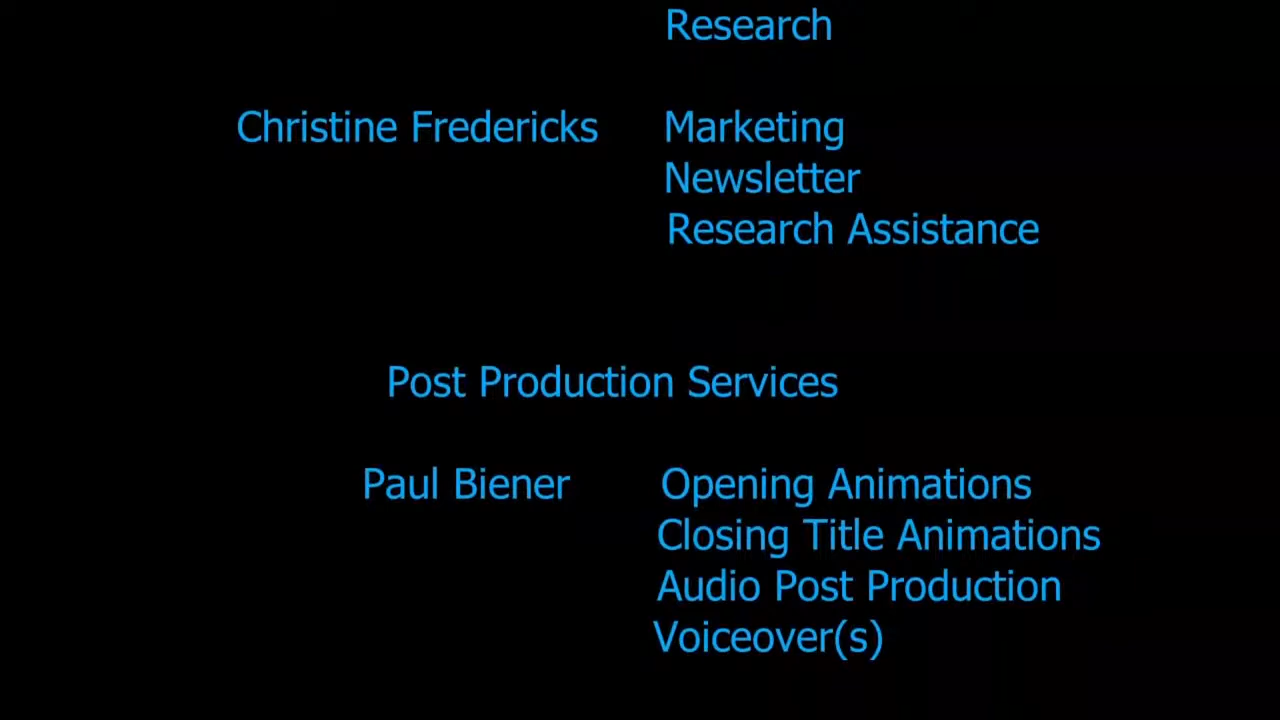 Research
Christine Fredericks Marketing
Newsletter
Research Assistance
Post Production Services
Paul Biener Opening Animations
Closing Title Animations
Audio Post Production
Voiceover(s)